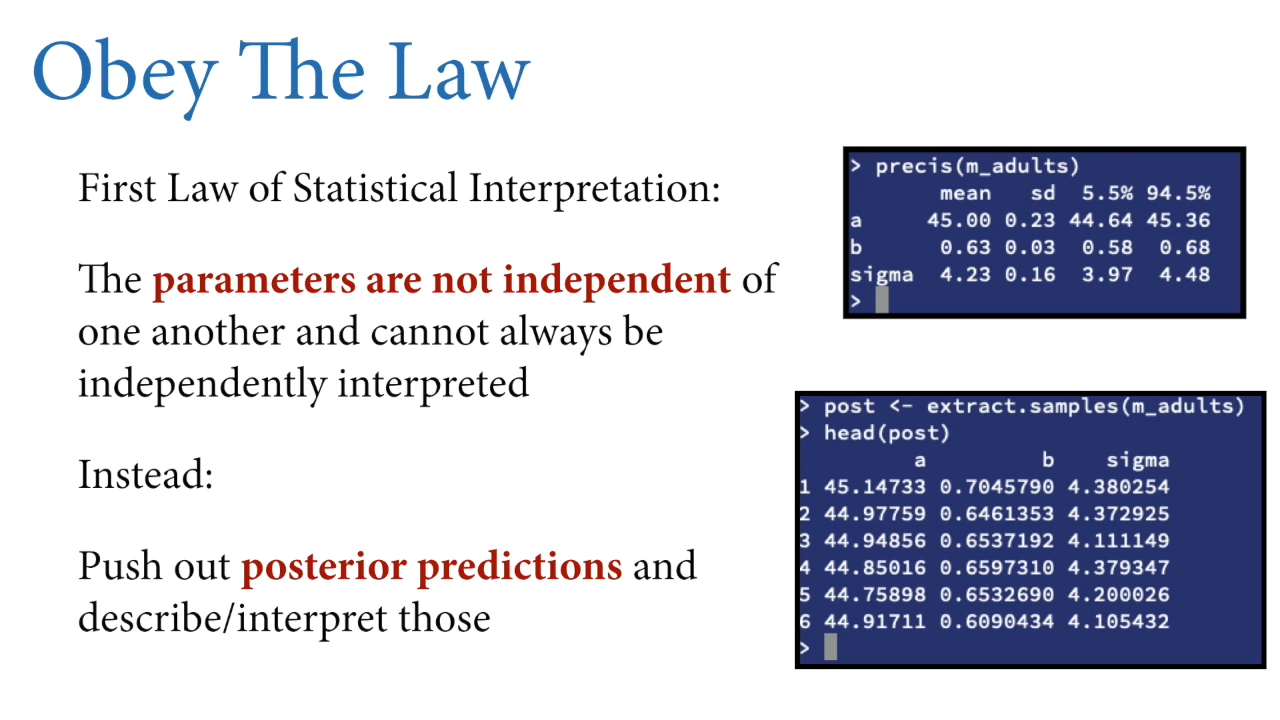 Obey The Law
First Law of Statistical Interpretation:
The parameters are not independent of
one another and cannot always be
independently interpreted
Instead:
Push out posterior predictions and
describe/interpret those
> precis(m_adults)
mean sd 5.5% 94.5%
a 45.00 0.23 44.64 45.36
b 0.63 0.03 0.58 0.68
sigma 4.23 0.16 3.97 4.48
>
> post <- extract.samples(m_adults)
> head(post)
a b sigma
1 45.14733 0.7045790 4.380254
2 44.97759 0.6461353 4.372925
3 44.94856 0.6537192 4.111149
4 44.85016 0.6597310 4.379347
5 44.75898 0.6532690 4.200026
6 44.91711 0.6090434 4.105432
>